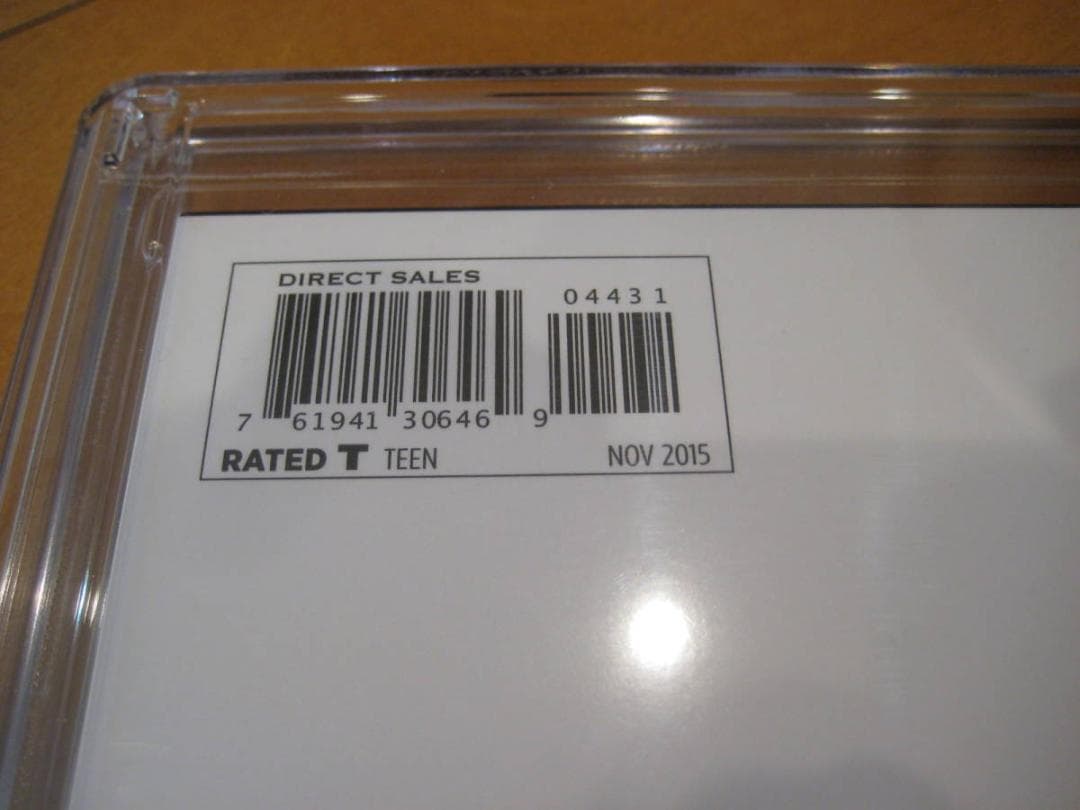 DIRECT SALES
04431
7 61941 30646 9
RATED T TEEN NOV 2015